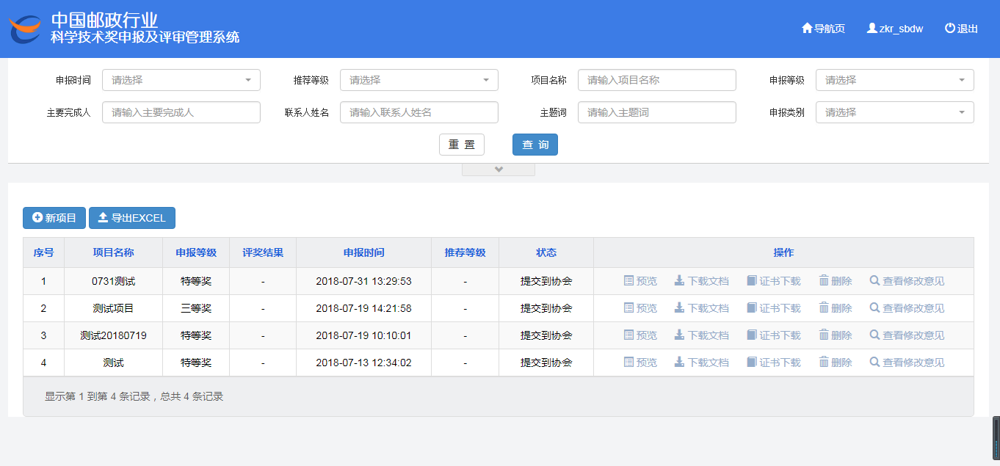 中国邮政行业
科学技术奖申报及评审管理系统
导航页 zkr_sbdw 退出
申报时间 请选择 推荐等级 请选择 项目名称 请输入项目名称 申报等级 请选择
主要完成人 请输入主要完成人 联系人姓名 请输入联系人姓名 主题词 请输入主题词 申报类别 请选择
重 置 查 询
新项目 导出EXCEL
序号 项目名称 申报等级 评奖结果 申报时间 推荐等级 状态 操作
1 0731测试 特等奖 - 2018-07-31 13:29:53 - 提交到协会 预览 下载文档 证书下载 删除 查看修改意见
2 测试项目 三等奖 - 2018-07-19 14:21:58 - 提交到协会 预览 下载文档 证书下载 删除 查看修改意见
3 测试20180719 特等奖 - 2018-07-19 10:10:01 - 提交到协会 预览 下载文档 证书下载 删除 查看修改意见
4 测试 特等奖 - 2018-07-13 12:34:02 - 提交到协会 预览 下载文档 证书下载 删除 查看修改意见
显示第 1 到第 4 条记录，总共 4 条记录